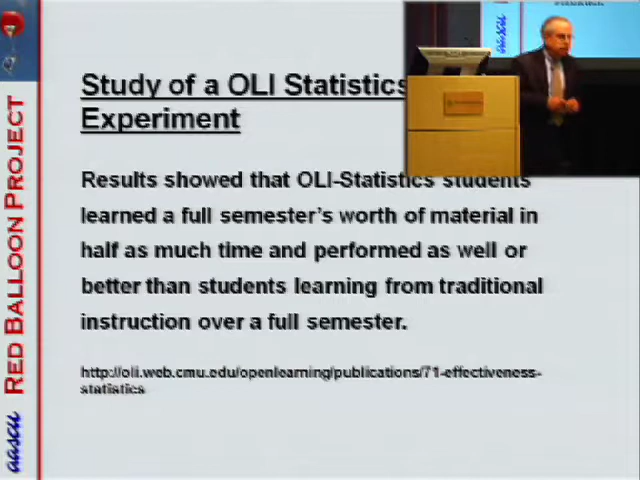 Study of a OLI Statistics
Experiment
Results showed that OLI-Statistics students
learned a full semester's worth of material in
half as much time and performed as well or
better than students learning from traditional
instruction over a full semester.
http://oli.web.cmu.edu/openlearning/publications/71-effectiveness-
statistics
RED BALLOON PROJECT
aascu